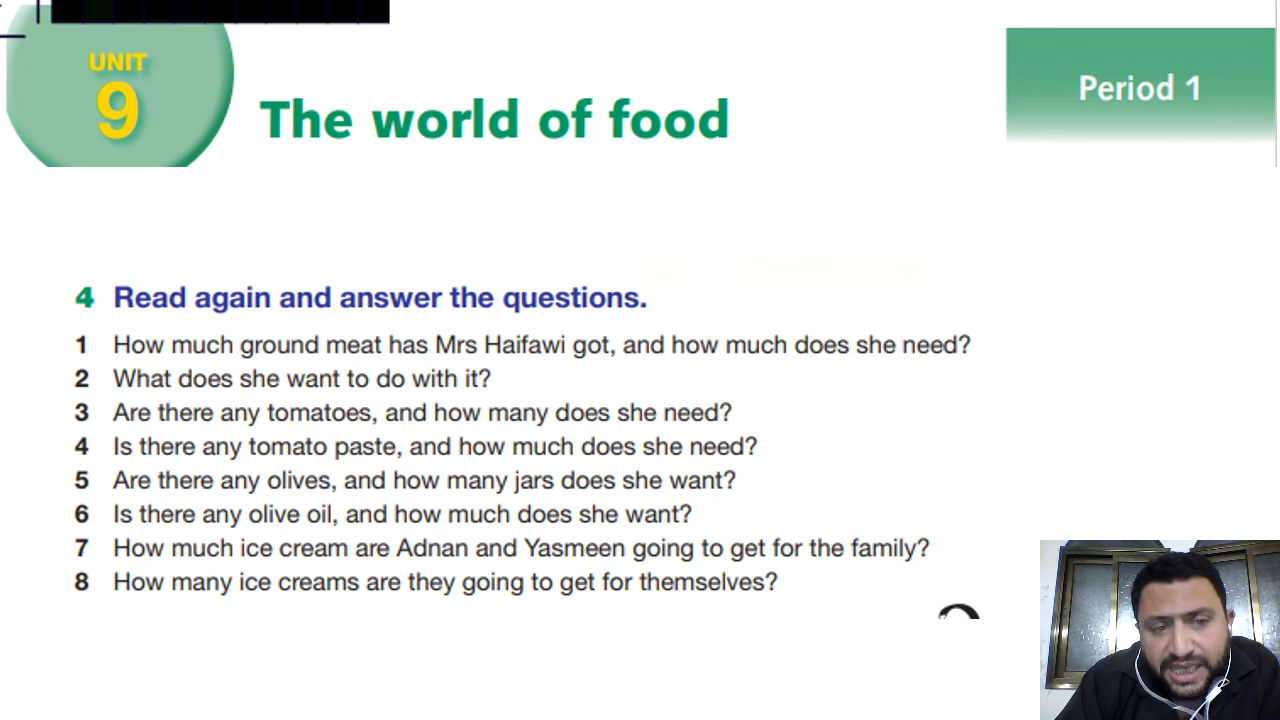 UNIT
9
The world of food
Period 1
4 Read again and answer the questions.
1 How much ground meat has Mrs Haifawi got, and how much does she need?
2 What does she want to do with it?
3 Are there any tomatoes, and how many does she need?
4 Is there any tomato paste, and how much does she need?
5 Are there any olives, and how many jars does she want?
6 Is there any olive oil, and how much does she want?
7 How much ice cream are Adnan and Yasmeen going to get for the family?
8 How many ice creams are they going to get for themselves?